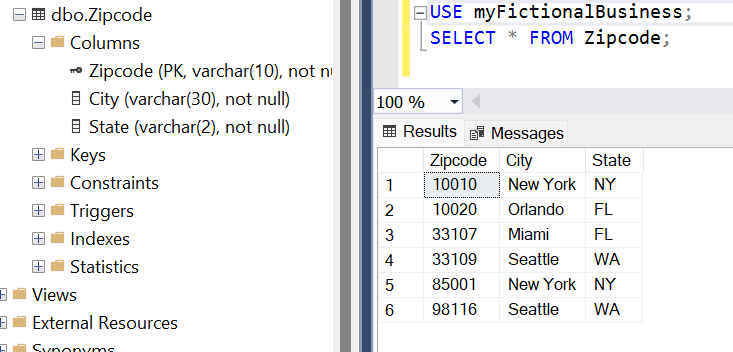 dbo.Zipcode
Columns
Zipcode (PK, varchar(10), not nu
City (varchar(30), not null)
State (varchar(2), not null)
Keys
Constraints
Triggers
Indexes
Statistics
Views
External Resources
Synonyms
USE myFictionalBusiness;
SELECT * FROM Zipcode;
100 %
Results Messages
Zipcode City State
1 10010 New York NY
2 10020 Orlando FL
3 33107 Miami FL
4 33109 Seattle WA
5 85001 New York NY
6 98116 Seattle WA